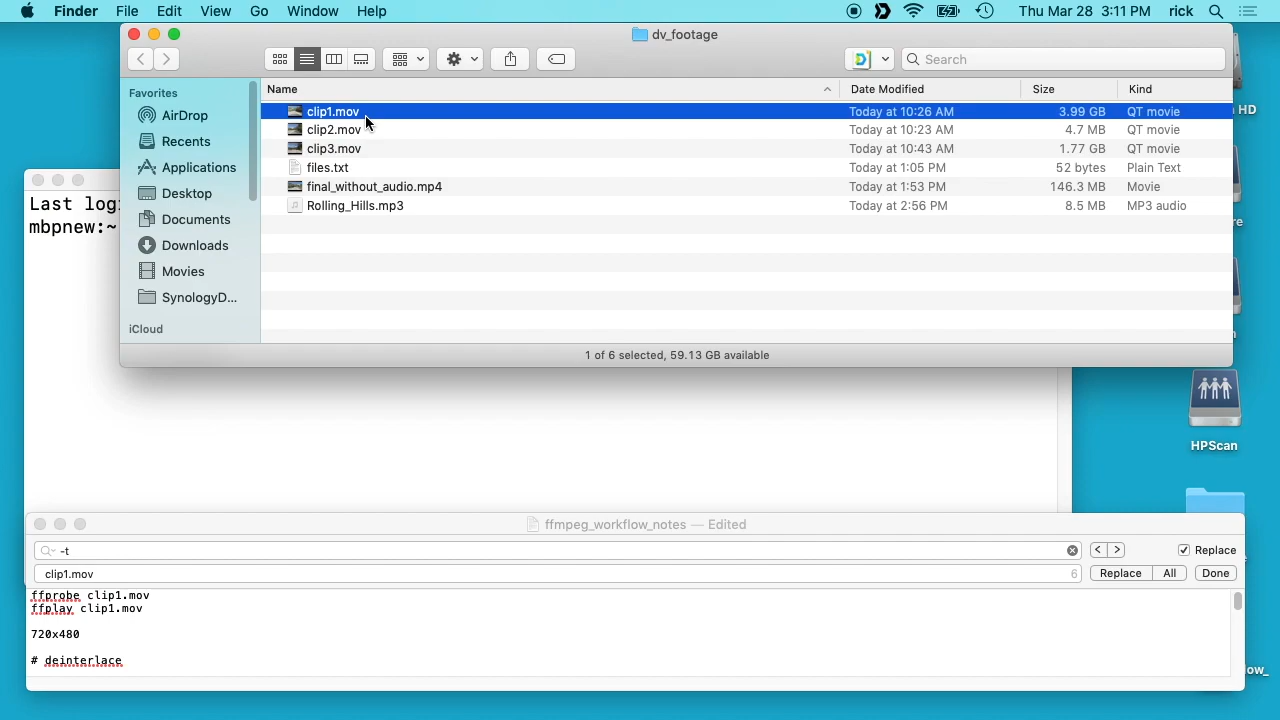 Finder File Edit View Go Window Help Thu Mar 28 3:11 PM rick
dv_footage
Search
Name Date Modified Size Kind
Favorites
AirDrop
Recents
Applications
Desktop
Documents
Downloads
Movies
SynologyD...
iCloud
clip1.mov Today at 10:26 AM 3.99 GB QT movie
clip2.mov Today at 10:23 AM 4.7 MB QT movie
clip3.mov Today at 10:43 AM 1.77 GB QT movie
files.txt Today at 1:05 PM 52 bytes Plain Text
final_without_audio.mp4 Today at 1:53 PM 146.3 MB Movie
Rolling_Hills.mp3 Today at 2:56 PM 8.5 MB MP3 audio
1 of 6 selected, 59.13 GB available
HD
Last logi
mbpnew:~
HPScan
ffmpeg_workflow_notes — Edited
-t Replace
clip1.mov 6 Replace All Done
ffprobe clip1.mov
ffplay clip1.mov
720x480
# deinterlace